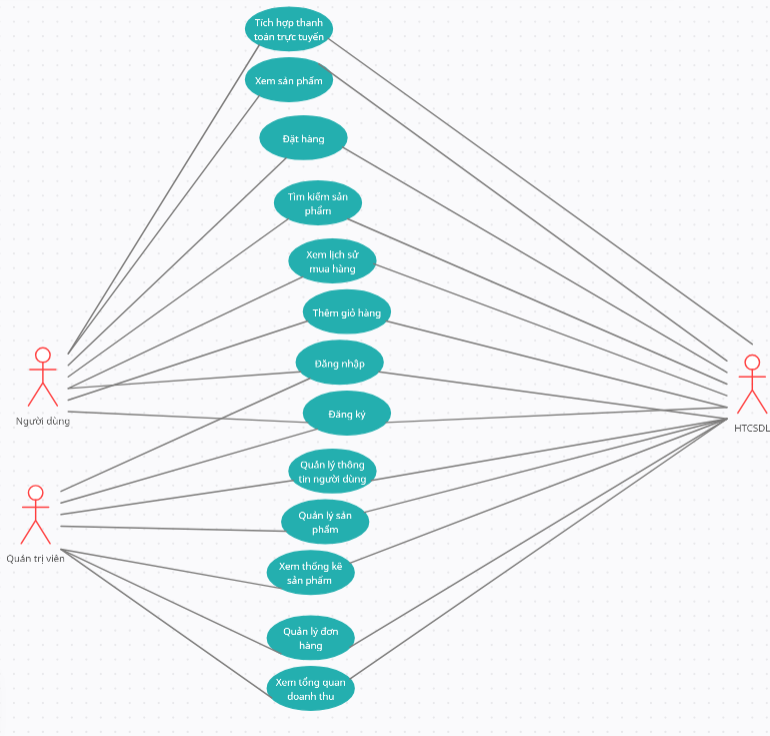 Tích hợp thanh
toán trực tuyến
Xem sản phẩm
Đặt hàng
Tìm kiếm sản
phẩm
Xem lịch sử
mua hàng
Thêm giỏ hàng
Đăng nhập
Người dùng
HTCSDL
Đăng ký
Quản lý thông
tin người dùng
Quản lý sản
phẩm
Quản trị viên
Xem thống kê
sản phẩm
Quản lý đơn
hàng
Xem tổng quan
doanh thu